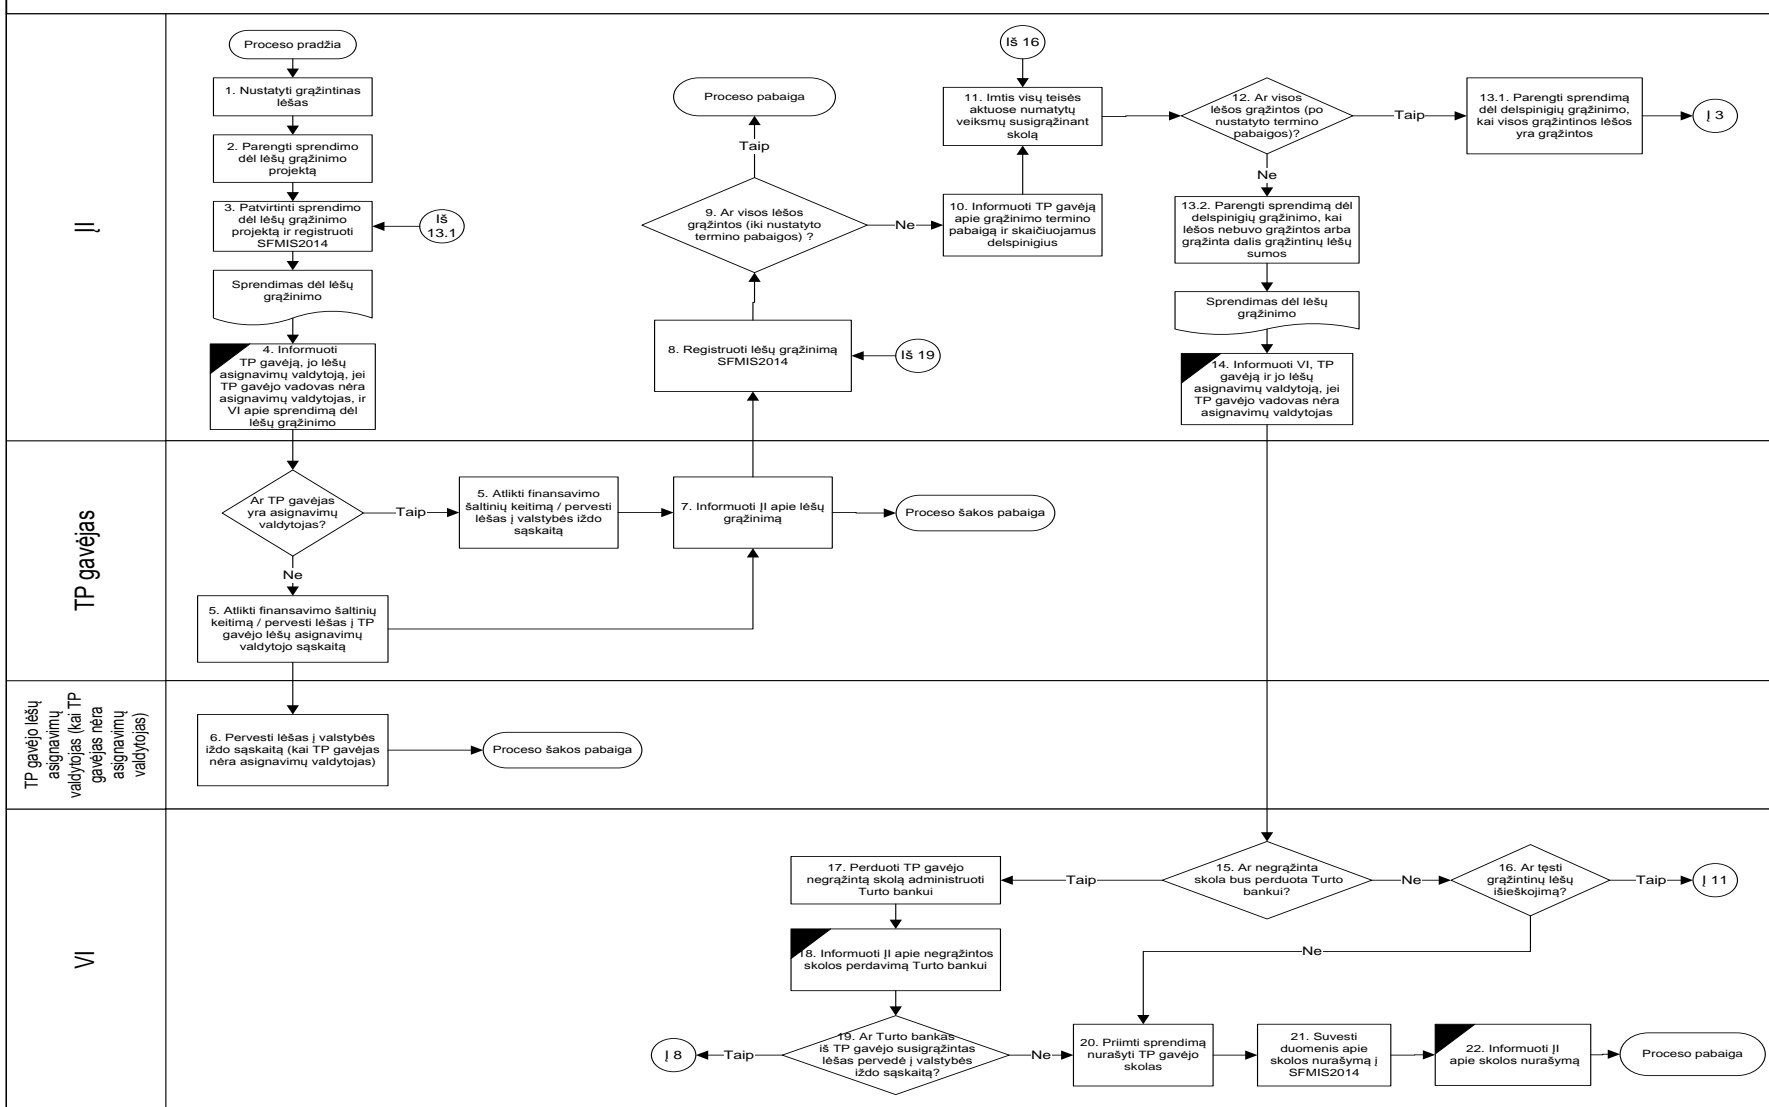 ĮI
Proceso pradžia
1. Nustatyti grąžintinas
lėšas
2. Parengti sprendimo
dėl lėšų grąžinimo
projektą
3. Patvirtinti sprendimo
dėl lėšų grąžinimo
projektą ir registruoti
SFMIS2014
Iš
13.1
Sprendimas dėl lėšų
grąžinimo
4. Informuoti
TP gavėją, jo lėšų
asignavimų valdytoją, jei
TP gavėjo vadovas nėra
asignavimų valdytojas, ir
VI apie sprendimą dėl
lėšų grąžinimo
Proceso pabaiga
Taip
9. Ar visos lėšos
grąžintos (iki nustatyto
termino pabaigos) ?
Ne
8. Registruoti lėšų grąžinimą
SFMIS2014
Iš 19
Iš 16
11. Imtis visų teisės
aktuose numatytų
veiksmų susigrąžinant
skolą
10. Informuoti TP gavėją
apie grąžinimo termino
pabaigą ir skaičiuojamus
delspinigius
12. Ar visos
lėšos grąžintos (po
nustatyto termino
pabaigos)?
Taip
13.1. Parengti sprendimą
dėl delspinigių grąžinimo,
kai visos grąžintinos lėšos
yra grąžintos
Į 3
Ne
13.2. Parengti sprendimą dėl
delspinigių grąžinimo, kai
lėšos nebuvo grąžintos arba
grąžinta dalis grąžintinų lėšų
sumos
Sprendimas dėl lėšų
grąžinimo
14. Informuoti VI, TP
gavėją ir jo lėšų
asignavimų valdytoją, jei
TP gavėjo vadovas nėra
asignavimų valdytojas
TP gavėjas
Ar TP gavėjas
yra asignavimų
valdytojas?
Taip
5. Atlikti finansavimo
šaltinių keitimą / pervesti
lėšas į valstybės iždo
sąskaitą
7. Informuoti ĮI apie lėšų
grąžinimą
Proceso šakos pabaiga
Ne
5. Atlikti finansavimo šaltinių
keitimą / pervesti lėšas į TP
gavėjo lėšų asignavimų
valdytojo sąskaitą
TP gavėjo lėšų
asignavimų
valdytojas (kai TP
gavėjas nėra
asignavimų
valdytojas)
6. Pervesti lėšas į valstybės
iždo sąskaitą (kai TP gavėjas
nėra asignavimų valdytojas)
Proceso šakos pabaiga
VI
15. Ar negrąžinta
skola bus perduota Turto
bankui?
Taip
Ne
16. Ar tęsti
grąžintinų lėšų
išieškojimą?
Taip
Į 11
Ne
17. Perduoti TP gavėjo
negrąžintą skolą administruoti
Turto bankui
18. Informuoti ĮI apie negrąžintos
skolos perdavimą Turto bankui
19. Ar Turto bankas
iš TP gavėjo susigrąžintas
lėšas pervedė į valstybės
iždo sąskaitą?
Taip
Į 8
Ne
20. Priimti sprendimą
nurašyti TP gavėjo
skolas
21. Suvesti
duomenis apie
skolos nurašymą į
SFMIS2014
22. Informuoti ĮI
apie skolos nurašymą
Proceso pabaiga